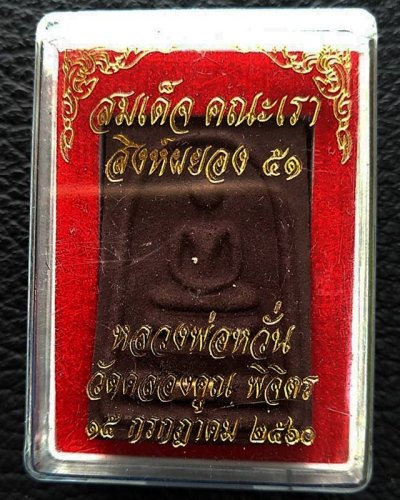 สมเด็จ คณะเรา
สิงห์ผยอง ๕๑
หลวงพ่อหวั่น
วัดคลองคูณ พิจิตร
๑๕ กรกฎาคม ๒๕๖๐